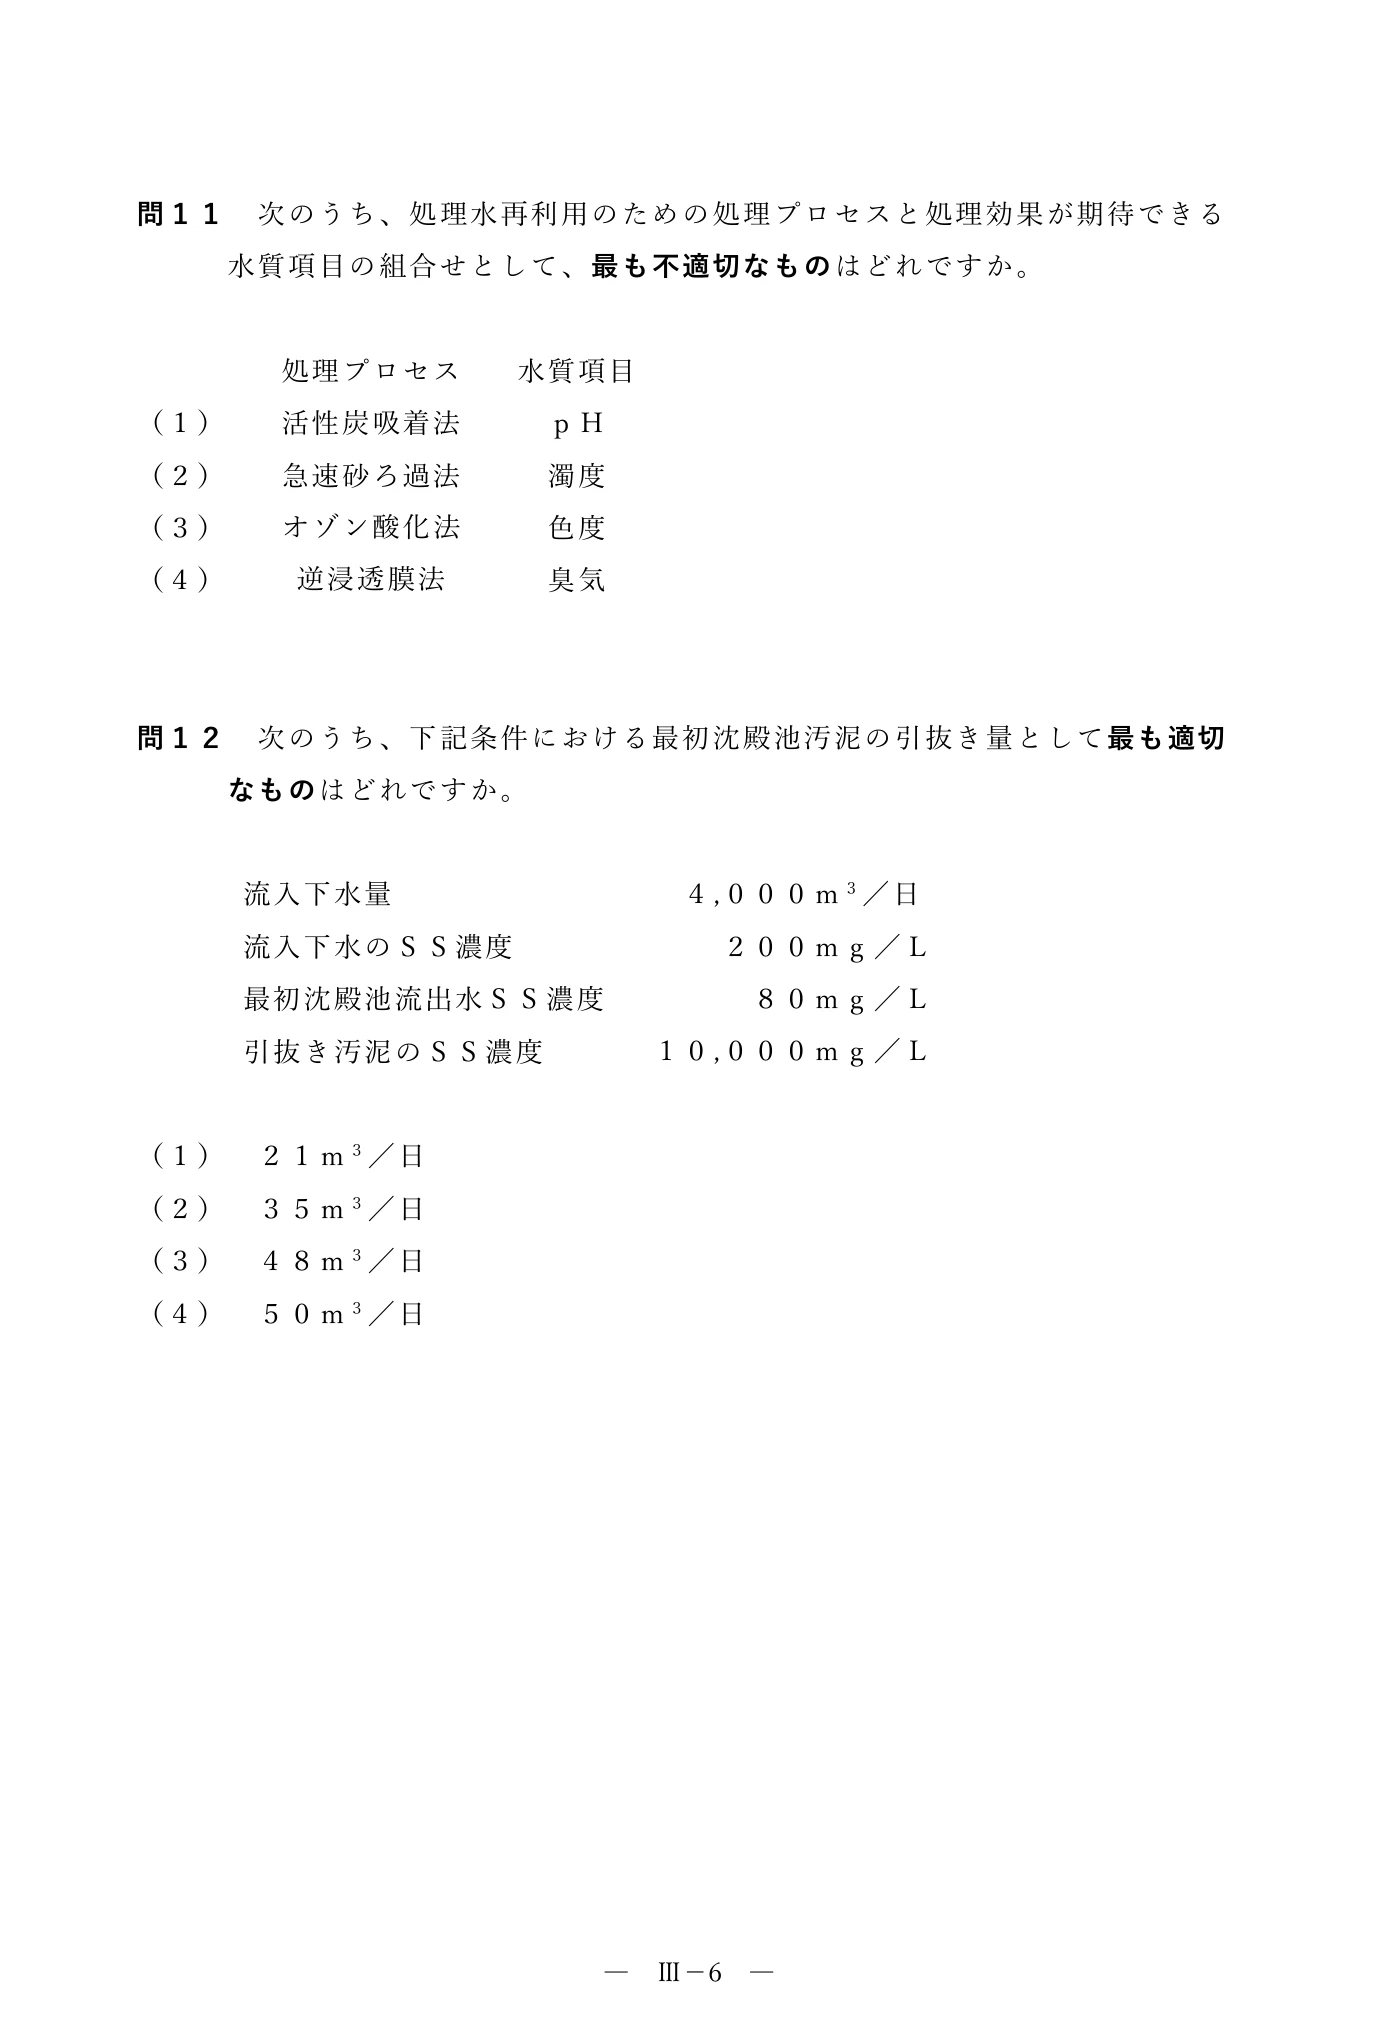 問１１　次のうち、処理水再利用のための処理プロセスと処理効果が期待できる
水質項目の組合せとして、最も不適切なものはどれですか。
処理プロセス　水質項目
（１）　活性炭吸着法　ｐＨ
（２）　急速砂ろ過法　濁度
（３）　オゾン酸化法　色度
（４）　逆浸透膜法　臭気
問１２　次のうち、下記条件における最初沈殿池汚泥の引抜き量として最も適切
なものはどれですか。
流入下水量　４,０００ｍ³／日
流入下水のＳＳ濃度　２００ｍｇ／Ｌ
最初沈殿池流出水ＳＳ濃度　８０ｍｇ／Ｌ
引抜き汚泥のＳＳ濃度　１０,０００ｍｇ／Ｌ
（１）　２１ｍ³／日
（２）　３５ｍ³／日
（３）　４８ｍ³／日
（４）　５０ｍ³／日
―　Ⅲ－6　―